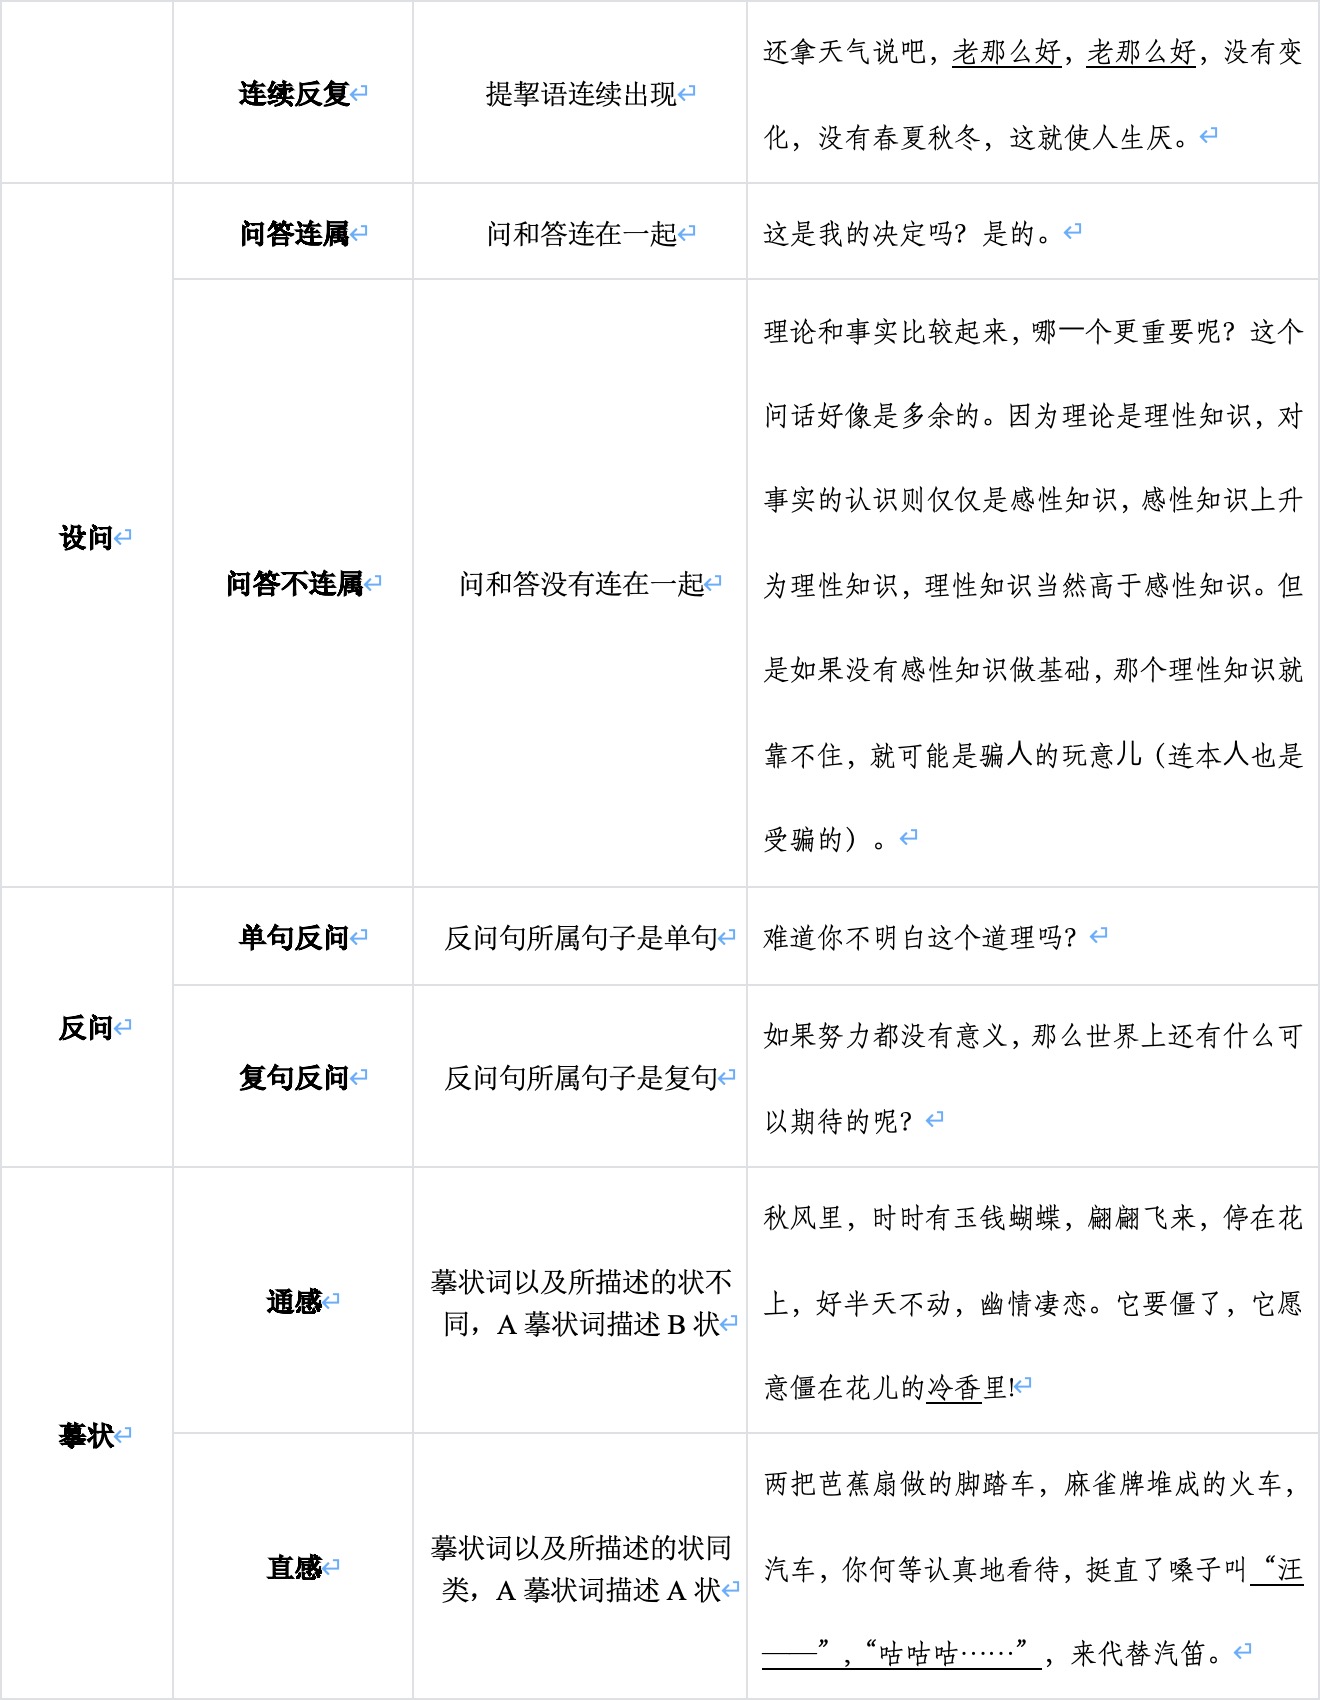 连续反复
提挈语连续出现
还拿天气说吧，老那么好，老那么好，没有变
化，没有春夏秋冬，这就使人生厌。
设问
问答连属
问和答连在一起
这是我的决定吗？是的。
问答不连属
问和答没有连在一起
理论和事实比较起来，哪一个更重要呢？这个
问话好像是多余的。因为理论是理性知识，对
事实的认识则仅仅是感性知识，感性知识上升
为理性知识，理性知识当然高于感性知识。但
是如果没有感性知识做基础，那个理性知识就
靠不住，就可能是骗人的玩意儿（连本人也是
受骗的）。
反问
单句反问
反问句所属句子是单句
难道你不明白这个道理吗？
复句反问
反问句所属句子是复句
如果努力都没有意义，那么世界上还有什么可
以期待的呢？
摹状
通感
摹状词以及所描述的状不
同，A 摹状词描述 B 状
秋风里，时时有玉钱蝴蝶，翩翩飞来，停在花
上，好半天不动，幽情凄恋。它要僵了，它愿
意僵在花儿的冷香里!
直感
摹状词以及所描述的状同
类，A 摹状词描述 A 状
两把芭蕉扇做的脚踏车，麻雀牌堆成的火车，
汽车，你何等认真地看待，挺直了嗓子叫“汪
——”,“咕咕咕……”，来代替汽笛。